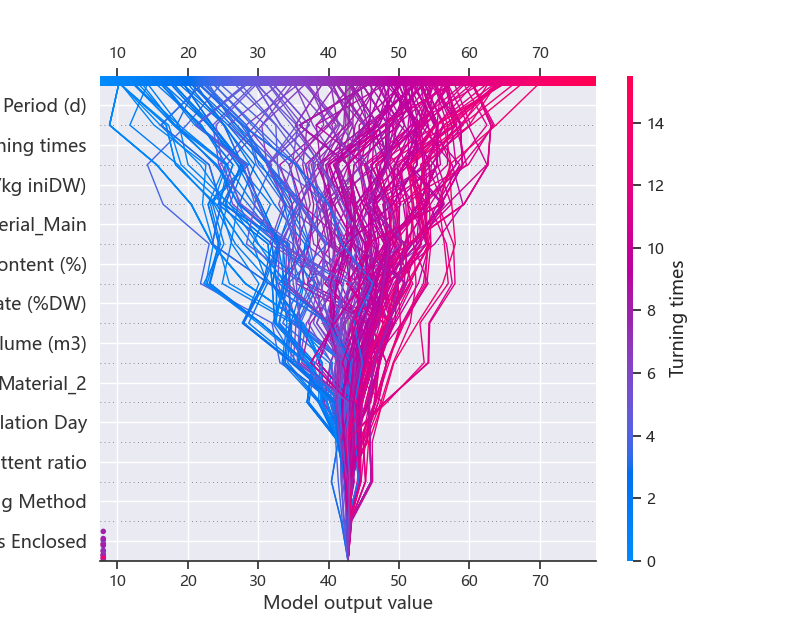 10 20 30 40 50 60 70
Period (d)
ning times
/kg iniDW)
erial_Main
ontent (%)
ate (%DW)
lume (m3)
Material_2
lation Day
ttent ratio
g Method
s Enclosed
10 20 30 40 50 60 70
Model output value
14
12
10
8
6
4
2
0
Turning times